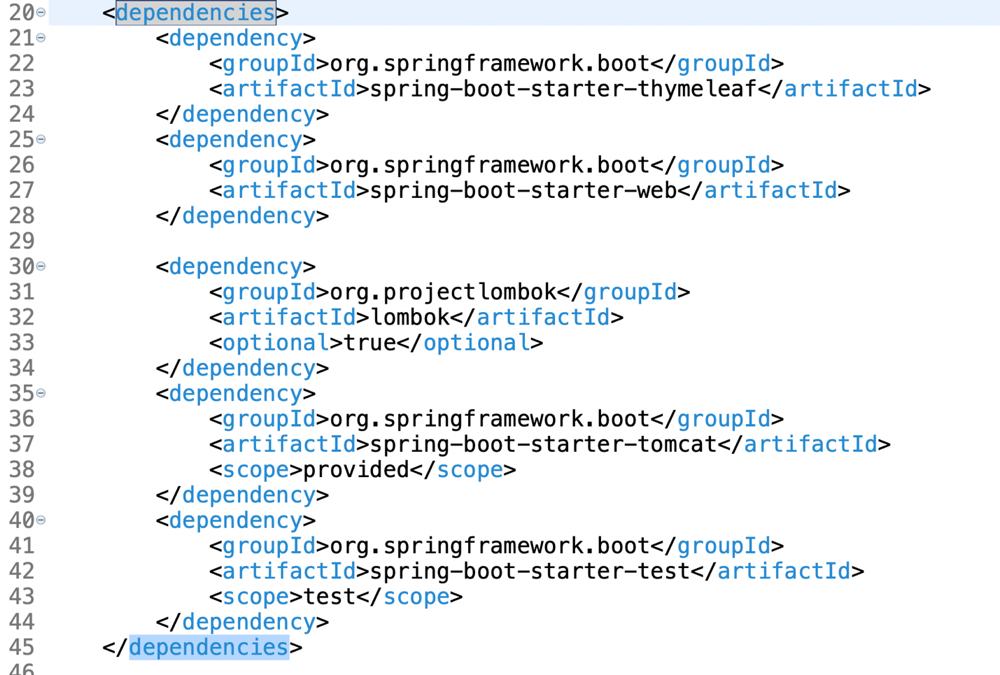 20 <dependencies>
21 <dependency>
22 <groupId>org.springframework.boot</groupId>
23 <artifactId>spring-boot-starter-thymeleaf</artifactId>
24 </dependency>
25 <dependency>
26 <groupId>org.springframework.boot</groupId>
27 <artifactId>spring-boot-starter-web</artifactId>
28 </dependency>
29
30 <dependency>
31 <groupId>org.projectlombok</groupId>
32 <artifactId>lombok</artifactId>
33 <optional>true</optional>
34 </dependency>
35 <dependency>
36 <groupId>org.springframework.boot</groupId>
37 <artifactId>spring-boot-starter-tomcat</artifactId>
38 <scope>provided</scope>
39 </dependency>
40 <dependency>
41 <groupId>org.springframework.boot</groupId>
42 <artifactId>spring-boot-starter-test</artifactId>
43 <scope>test</scope>
44 </dependency>
45 </dependencies>
46